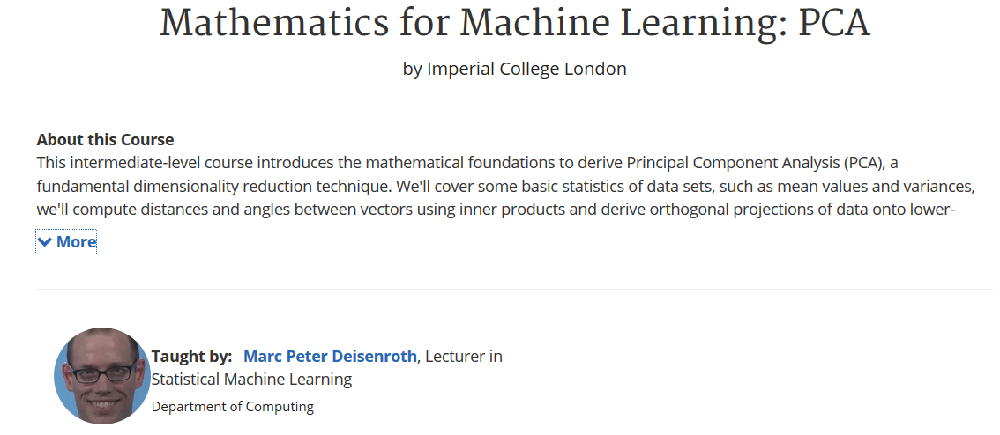 Mathematics for Machine Learning: PCA
by Imperial College London
About this Course
This intermediate-level course introduces the mathematical foundations to derive Principal Component Analysis (PCA), a
fundamental dimensionality reduction technique. We'll cover some basic statistics of data sets, such as mean values and variances,
we'll compute distances and angles between vectors using inner products and derive orthogonal projections of data onto lower-
More
Taught by: Marc Peter Deisenroth, Lecturer in
Statistical Machine Learning
Department of Computing